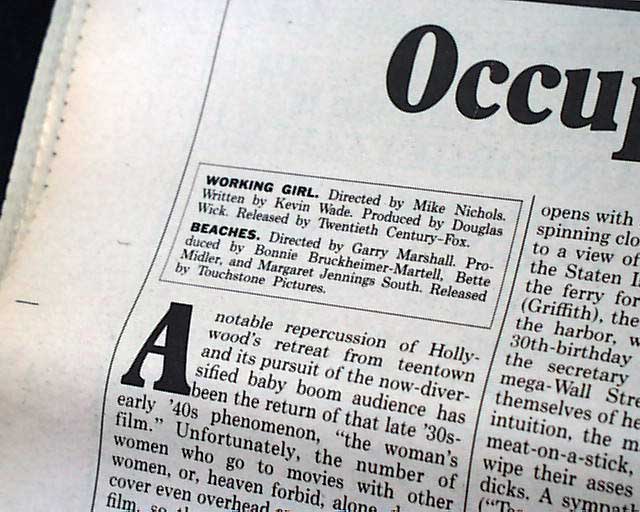 Occup
WORKING GIRL. Directed by Mike Nichols.
Written by Kevin Wade. Produced by Douglas
Wick. Released by Twentieth Century–Fox.
BEACHES. Directed by Garry Marshall. Pro-
duced by Bonnie Bruckheimer-Martell, Bette
Midler, and Margaret Jennings South. Released
by Touchstone Pictures.
A notable repercussion of Holly-
wood's retreat from teentown
and its pursuit of the now-diver-
sified baby boom audience has
been the return of that late '30s-
early '40s phenomenon, "the woman's
film." Unfortunately, the number of
women who go to movies with other
women, or, heaven forbid, alone,
cover even overhead
film, so
opens with
spinning clo
to a view of
the Staten I
the ferry for
(Griffith), the
the harbor, w
30th-birthday
the secretary
mega-Wall Stre
themselves of he
intuition, the m
meat-on-a-stick,
wipe their asses
dicks. A sympath